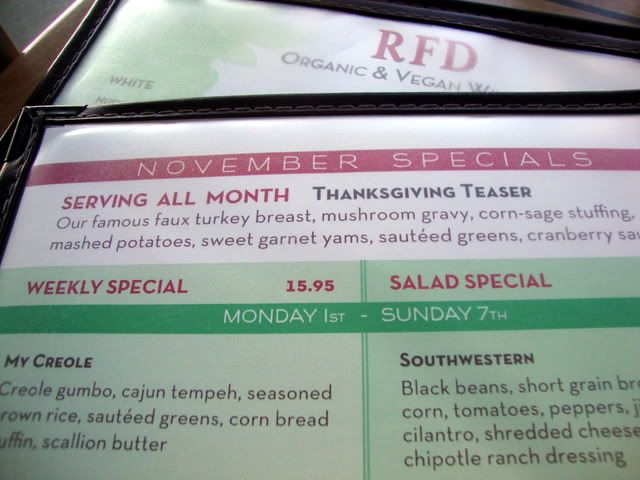 RFD
ORGANIC & VEGAN
WHITE
NOVEMBER SPECIALS
SERVING ALL MONTH THANKSGIVING TEASER
Our famous faux turkey breast, mushroom gravy, corn-sage stuffing,
mashed potatoes, sweet garnet yams, sautéed greens, cranberry
WEEKLY SPECIAL 15.95 SALAD SPECIAL
MONDAY 1ST - SUNDAY 7TH
MY CREOLE
Creole gumbo, cajun tempeh, seasoned
rown rice, sautéed greens, corn bread
uffin, scallion butter
SOUTHWESTERN
Black beans, short grain
corn, tomatoes, peppers,
cilantro, shredded cheese
chipotle ranch dressing